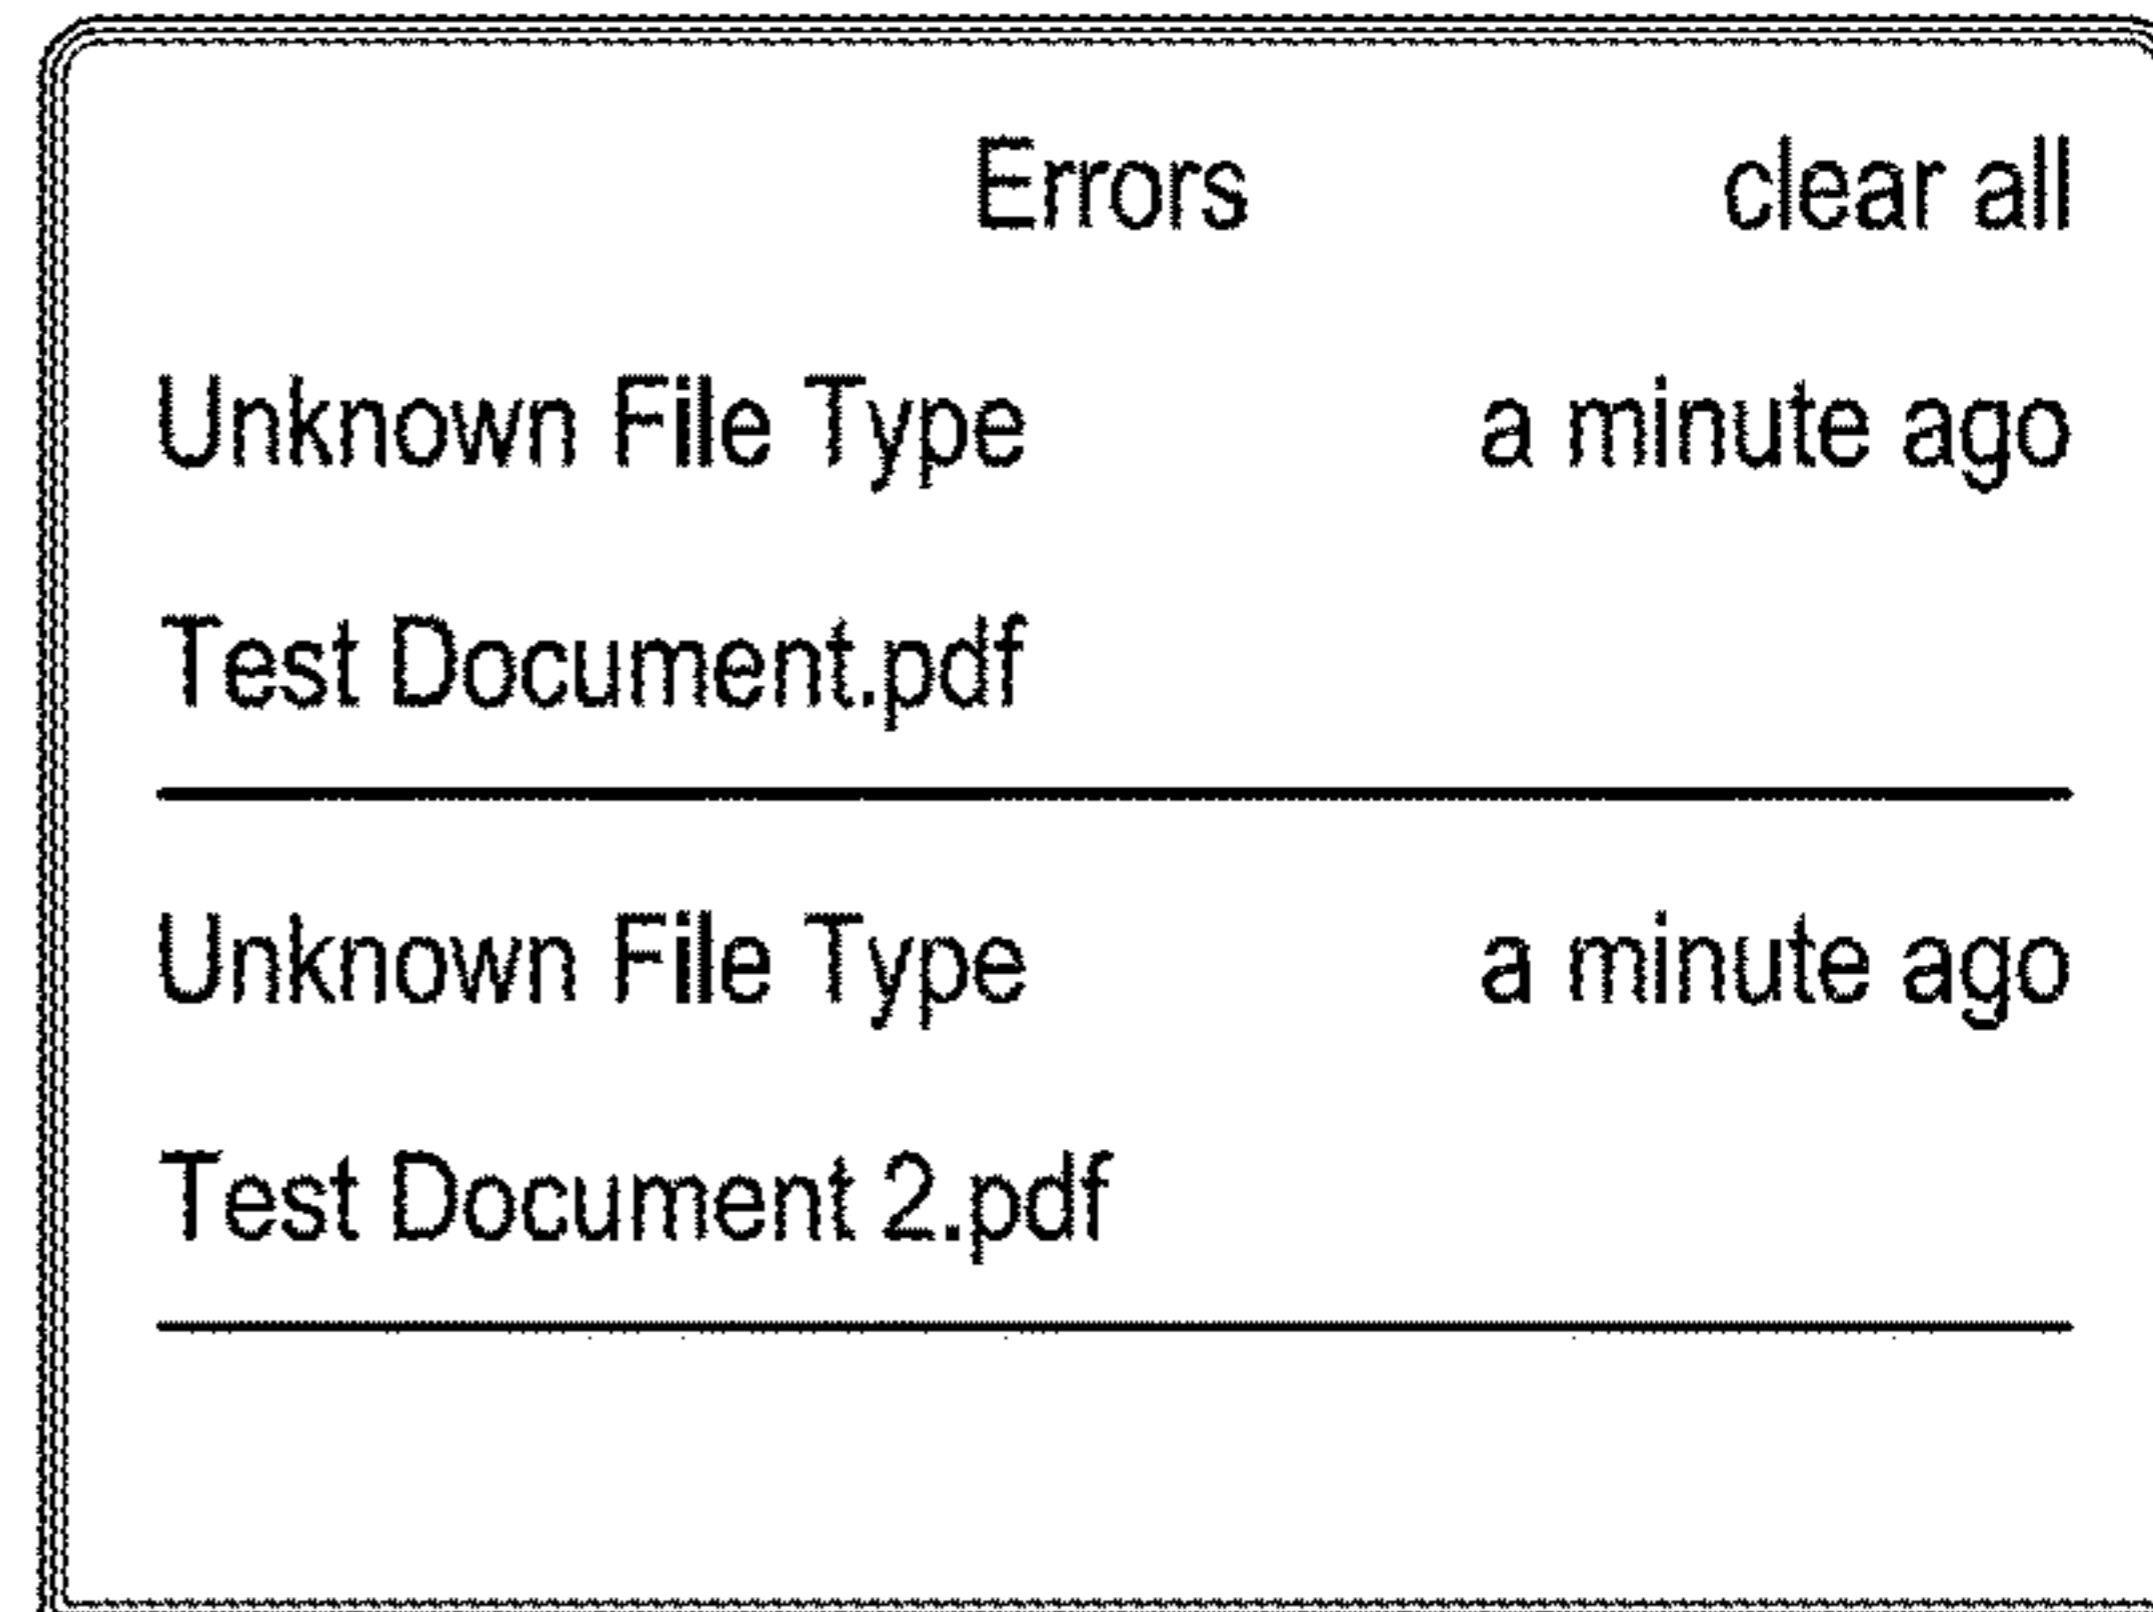 Errors clear all
Unknown File Type a minute ago
Test Document.pdf
Unknown File Type a minute ago
Test Document 2.pdf